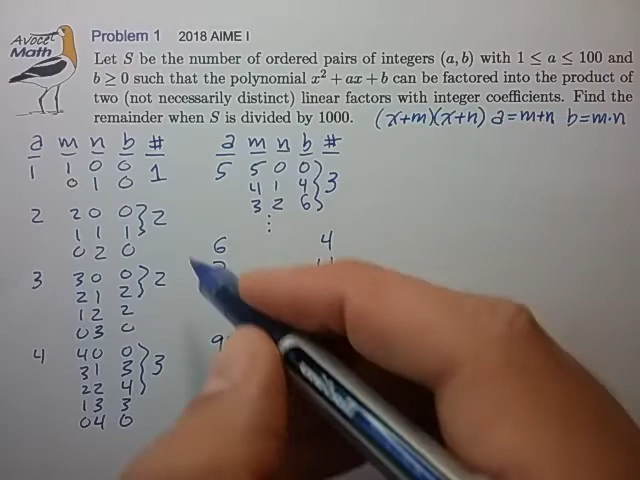 Avocet
Math
Problem 1 2018 AIME I
Let S be the number of ordered pairs of integers (a, b) with 1 ≤ a ≤ 100 and
b ≥ 0 such that the polynomial x² + ax + b can be factored into the product of
two (not necessarily distinct) linear factors with integer coefficients. Find the
remainder when S is divided by 1000. (x+m)(x+n) a=m+n b=m·n
a m n b #
1 1 0 0 1
0 1 0
2 2 0 0 } 2
1 1 1
0 2 0
3 3 0 0 } 2
2 1 2
1 2 2
0 3 0
4 4 0 0 } 3
3 1 3
2 2 4
1 3 3
0 4 0
a m n b #
5 5 0 0 } 3
4 1 4
3 2 6
⋮
6 4